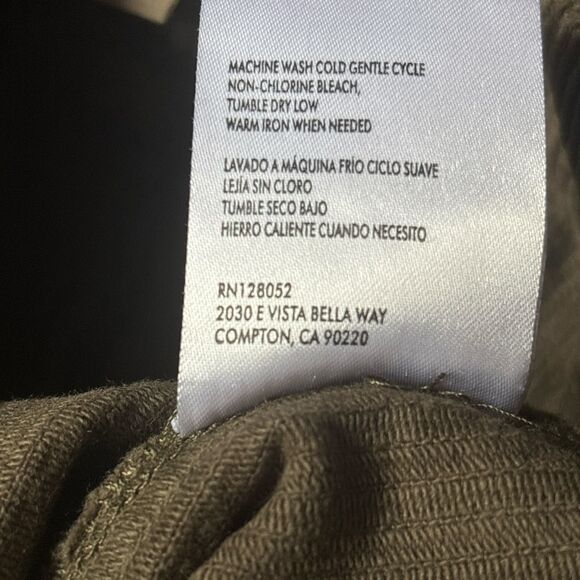 MACHINE WASH COLD GENTLE CYCLE
NON-CHLORINE BLEACH,
TUMBLE DRY LOW
WARM IRON WHEN NEEDED
LAVADO A MÁQUINA FRÍO CICLO SUAVE
LEJÍA SIN CLORO
TUMBLE SECO BAJO
HIERRO CALIENTE CUANDO NECESITO
RN128052
2030 E VISTA BELLA WAY
COMPTON, CA 90220